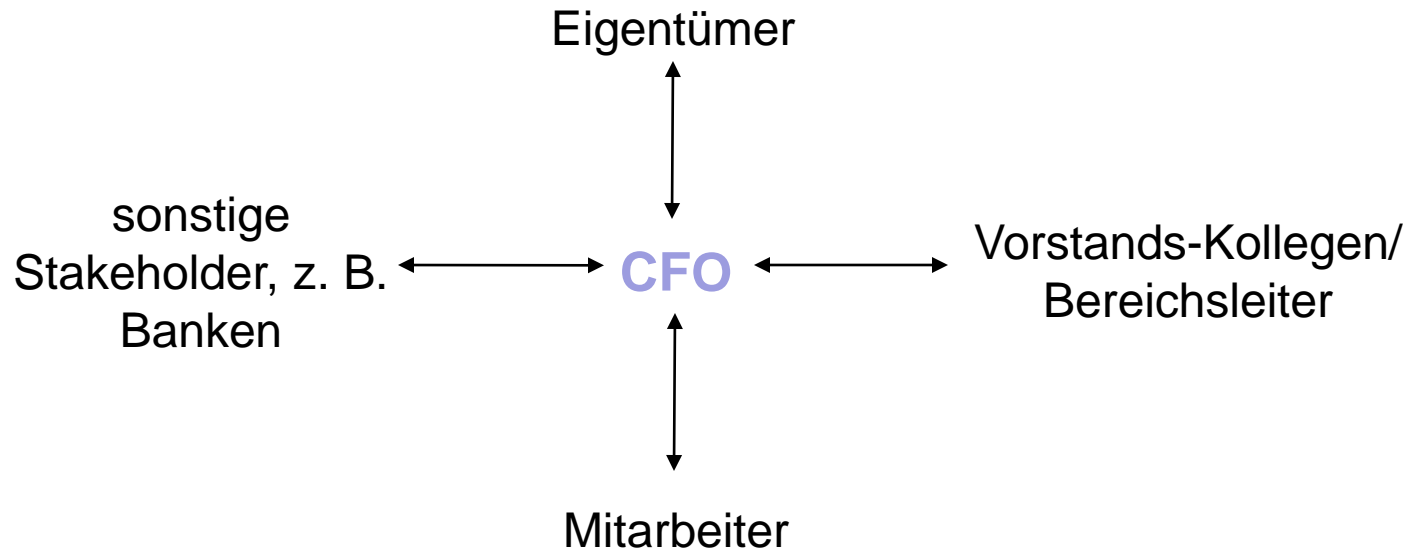 Eigentümer
sonstige
Stakeholder, z. B.
Banken
CFO
Vorstands-Kollegen/
Bereichsleiter
Mitarbeiter